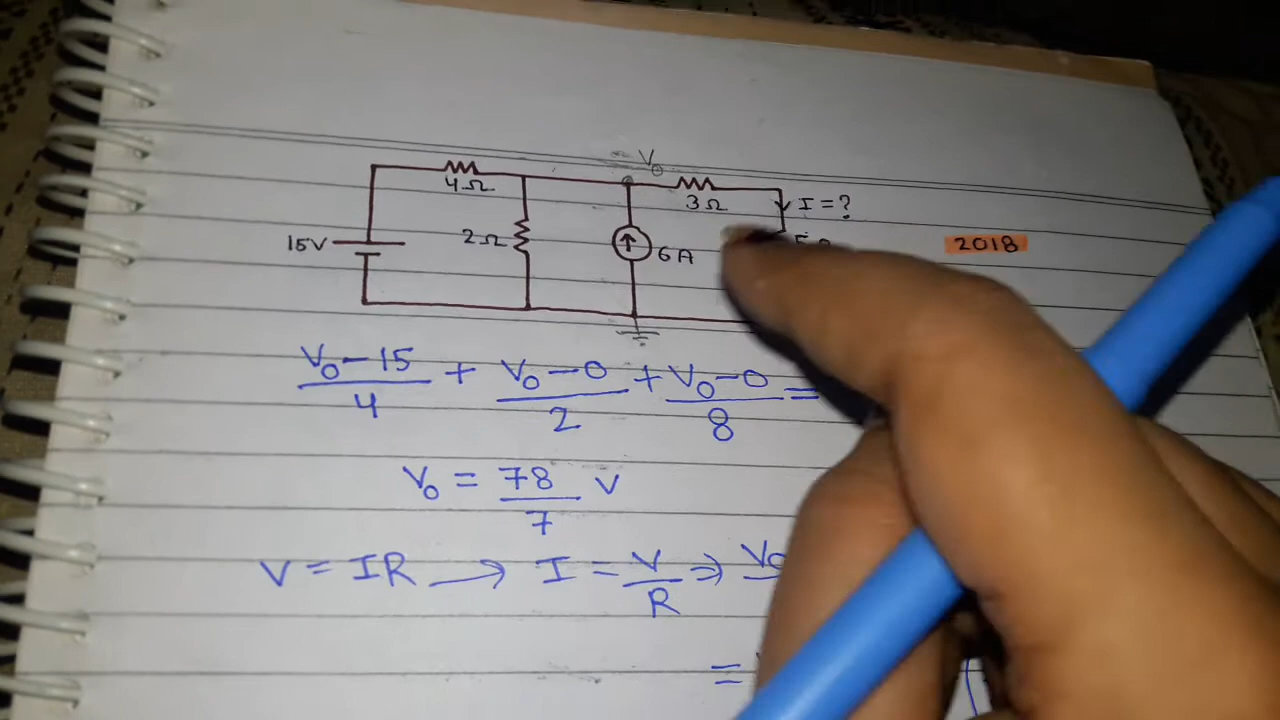 V₀
4Ω 3Ω I = ?
15V 2Ω 6A 2018
V₀-15/4 + V₀-0/2 + V₀-0/8 =
V₀ = 78/7 V
V = IR → I = V/R ⇒ V₀
=